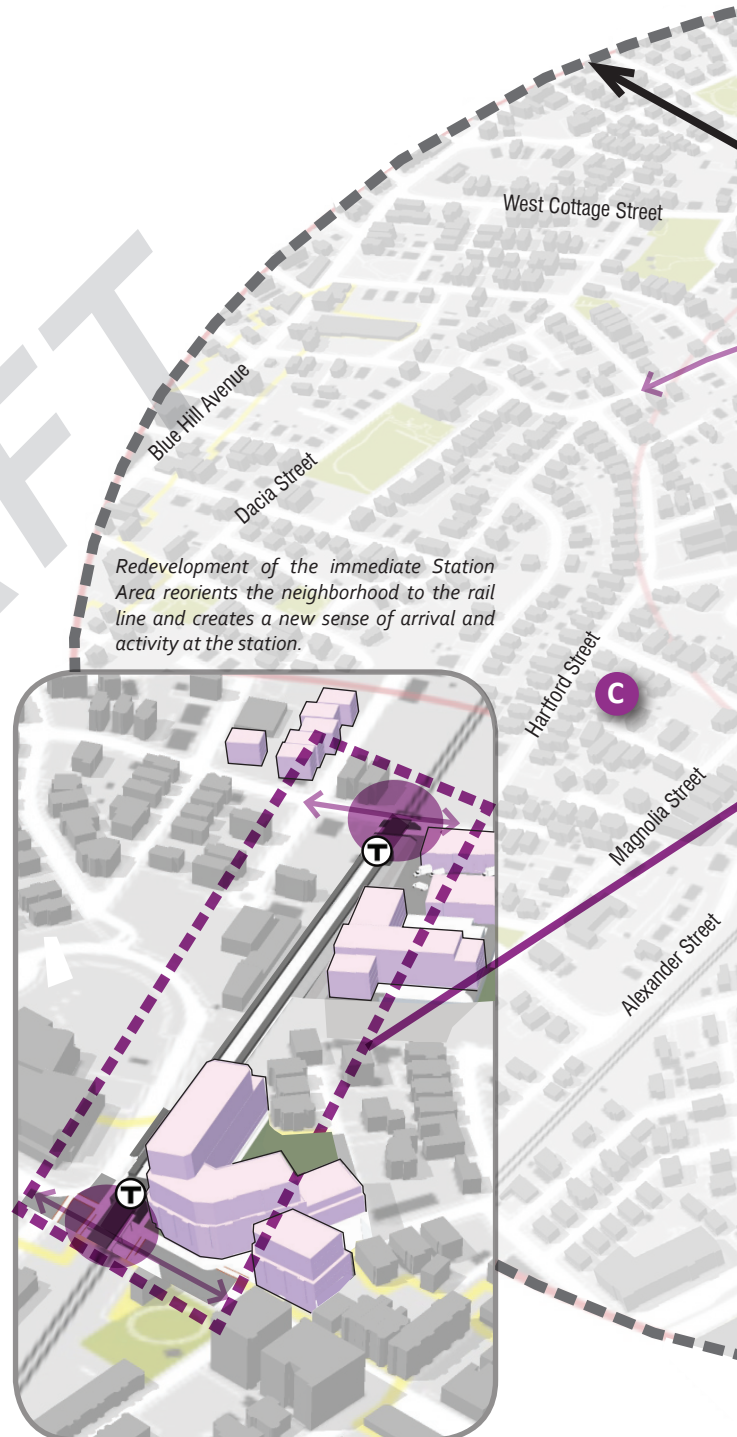 West Cottage Street
Blue Hill Avenue
Dacia Street
Redevelopment of the immediate Station
Area reorients the neighborhood to the rail
line and creates a new sense of arrival and
activity at the station.
Hartford Street
C
Magnolia Street
Alexander Street
T
T
FT